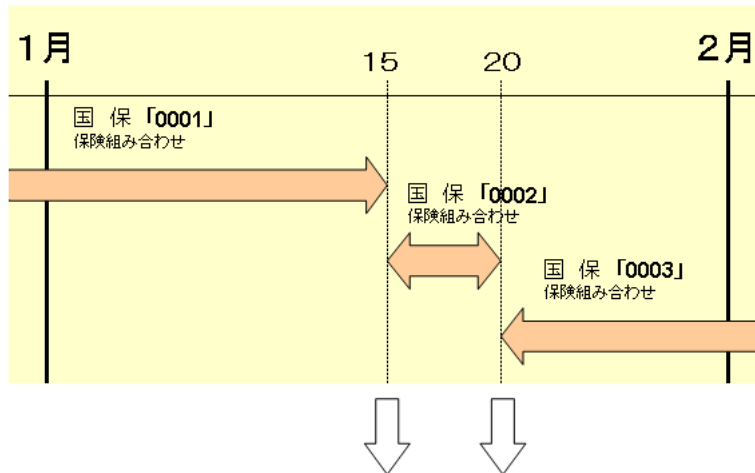 1月
15
20
2月
国 保 「0001」
保険組み合わせ
国 保 「0002」
保険組み合わせ
国 保 「0003」
保険組み合わせ